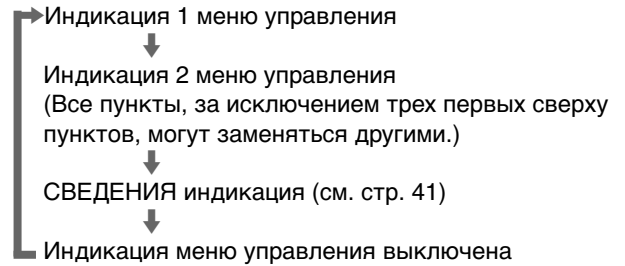 Индикация 1 меню управления
Индикация 2 меню управления
(Все пункты, за исключением трех первых сверху
пунктов, могут заменяться другими.)
СВЕДЕНИЯ индикация (см. стр. 41)
Индикация меню управления выключена